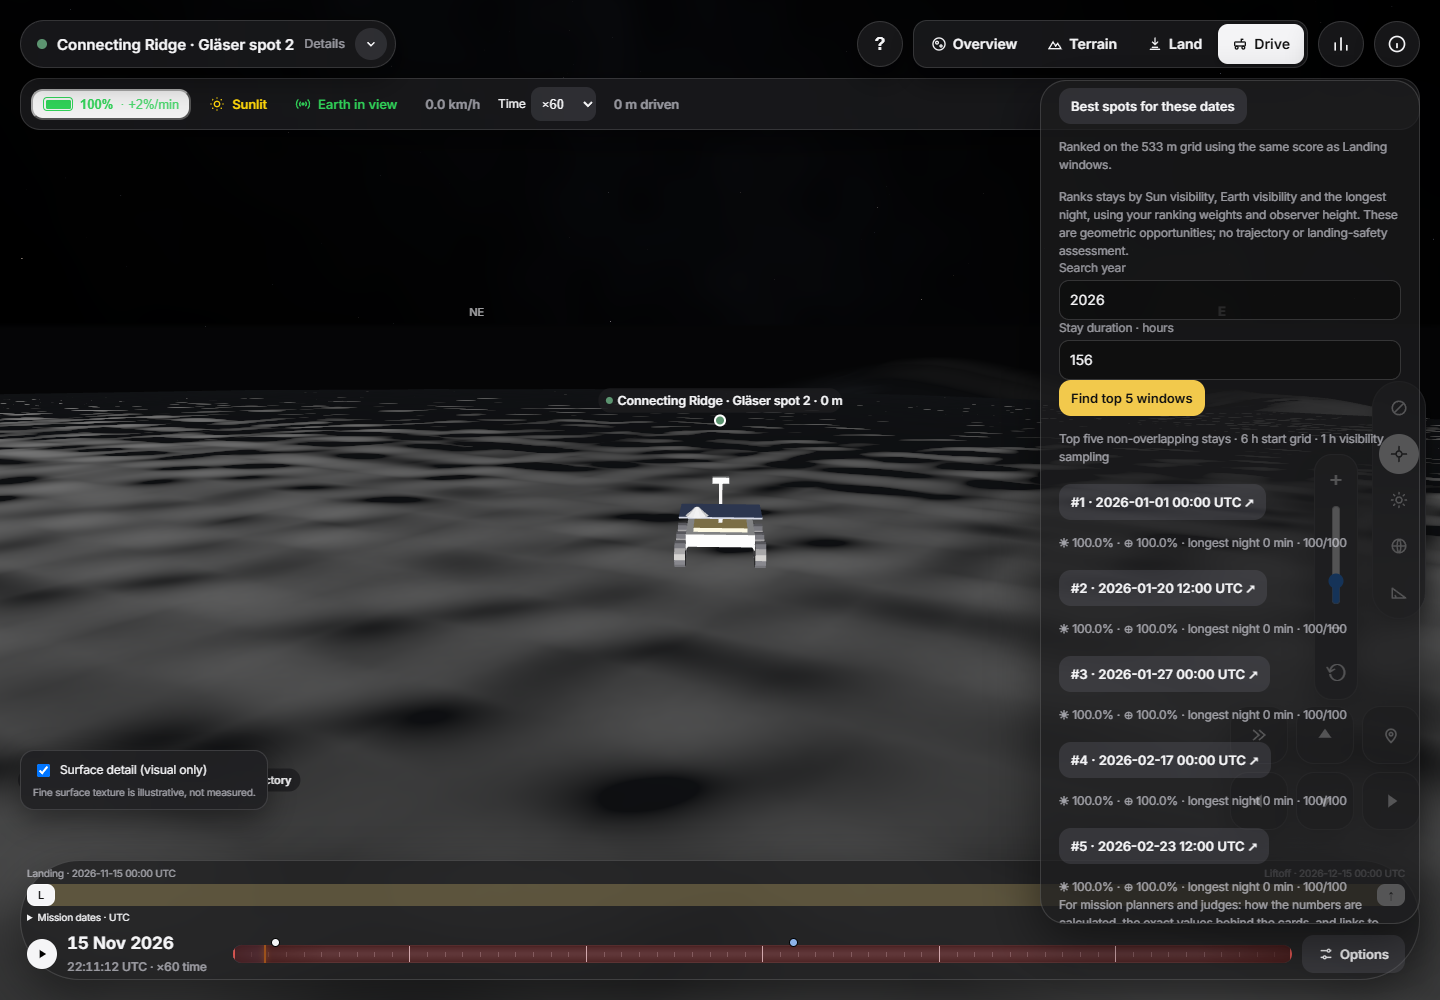 Connecting Ridge · Gläser spot 2 Details
?
Overview
Terrain
Land
Drive
100% · +2%/min
Sunlit
Earth in view
0.0 km/h
Time ×60
0 m driven
Best spots for these dates
Ranked on the 533 m grid using the same score as Landing
windows.
Ranks stays by Sun visibility, Earth visibility and the longest
night, using your ranking weights and observer height. These
are geometric opportunities; no trajectory or landing-safety
assessment.
Search year
2026
Stay duration · hours
156
Find top 5 windows
Top five non-overlapping stays · 6 h start grid · 1 h visibility
sampling
#1 · 2026-01-01 00:00 UTC ↗
☀ 100.0% · ⊕ 100.0% · longest night 0 min · 100/100
#2 · 2026-01-20 12:00 UTC ↗
☀ 100.0% · ⊕ 100.0% · longest night 0 min · 100/100
#3 · 2026-01-27 00:00 UTC ↗
☀ 100.0% · ⊕ 100.0% · longest night 0 min · 100/100
#4 · 2026-02-17 00:00 UTC ↗
☀ 100.0% · ⊕ 100.0% · longest night 0 min · 100/100
#5 · 2026-02-23 12:00 UTC ↗
☀ 100.0% · ⊕ 100.0% · longest night 0 min · 100/100
For mission planners and judges: how the numbers are
calculated, the exact values behind the cards, and links to
NE
E
Connecting Ridge · Gläser spot 2 · 0 m
Surface detail (visual only)
Fine surface texture is illustrative, not measured.
ctory
Landing · 2026-11-15 00:00 UTC
Liftoff · 2026-12-15 00:00 UTC
L
↑
Mission dates · UTC
15 Nov 2026
22:11:12 UTC · ×60 time
Options